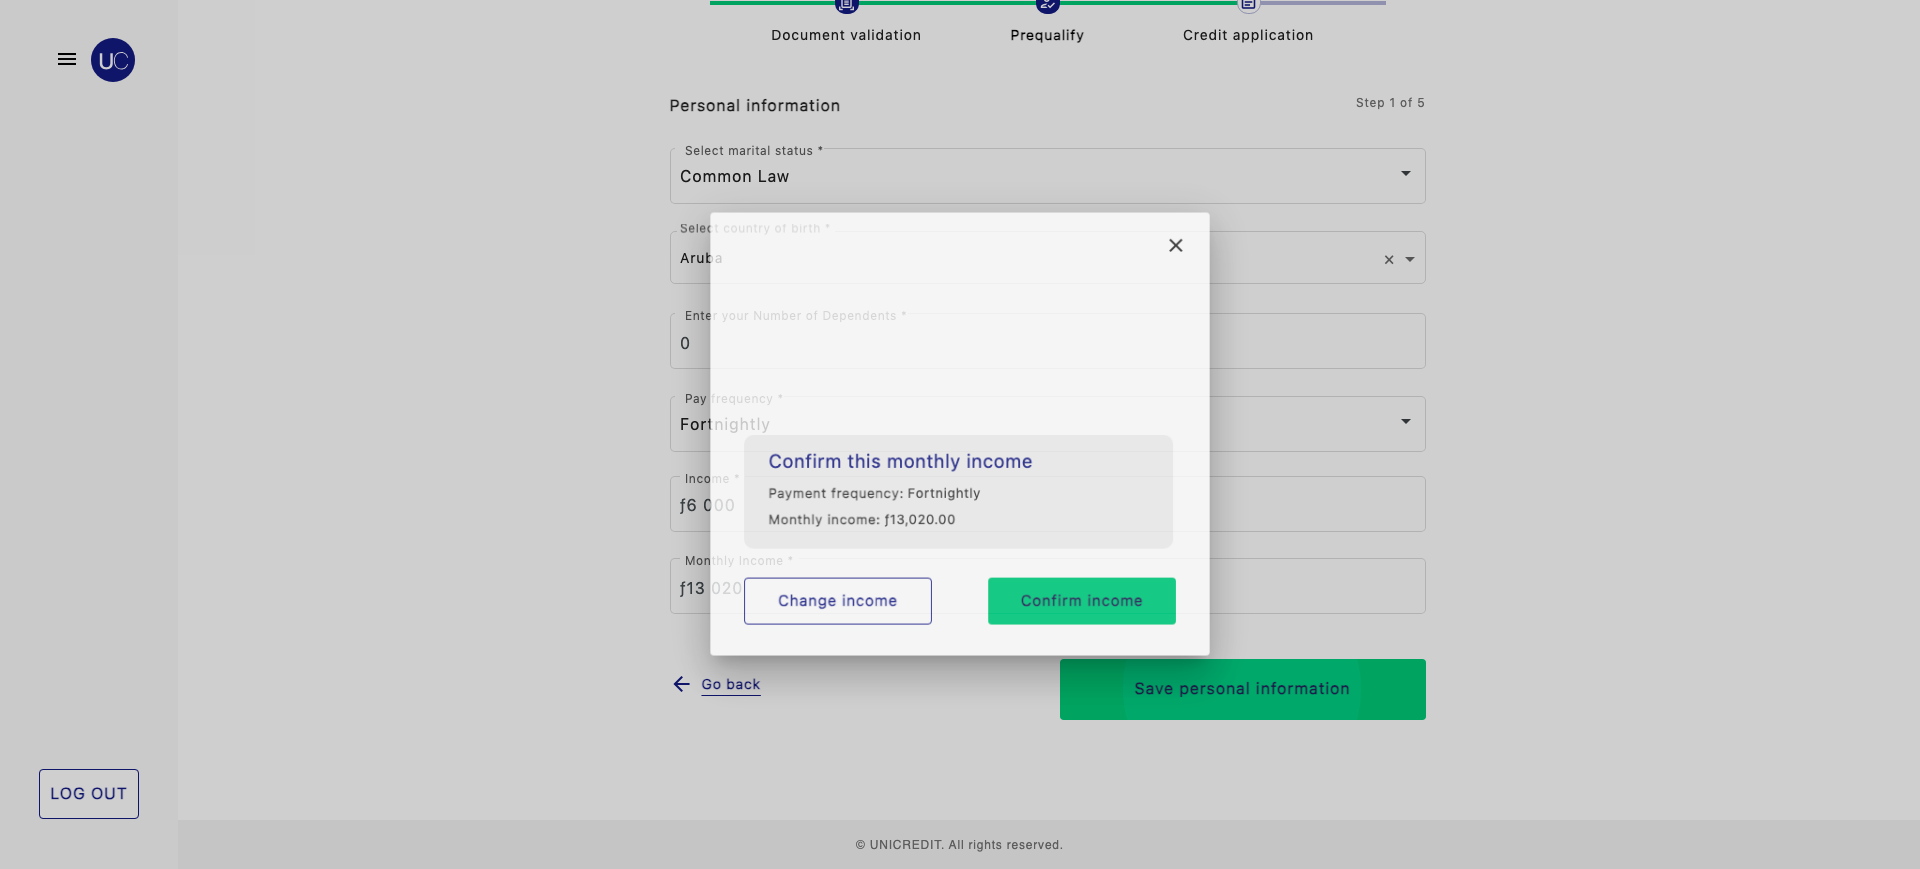 Document validation
Prequalify
Credit application
UC
Personal information
Step 1 of 5
Select marital status *
Common Law
Select country of birth *
Aruba
Enter your Number of Dependents *
0
Pay frequency *
Fortnightly
Confirm this monthly income
Income *
Payment frequency: Fortnightly
ƒ6 000
Monthly income: ƒ13,020.00
Monthly Income *
ƒ13 020
Change income
Confirm income
Go back
Save personal information
LOG OUT
© UNICREDIT. All rights reserved.